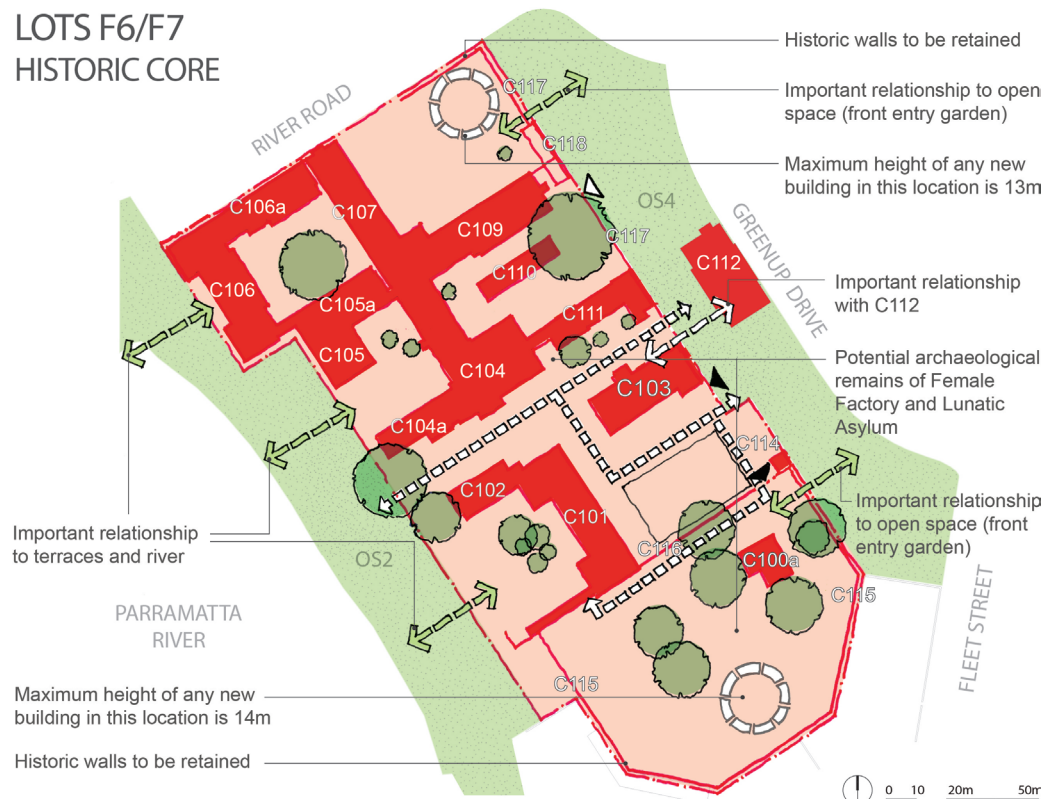 LOTS F6/F7
HISTORIC CORE
RIVER ROAD
C117
C118
Historic walls to be retained
Important relationship to open
space (front entry garden)
Maximum height of any new
building in this location is 13m
C106a
C107
C109
C117
OS4
GREENUP DRIVE
C106
C105a
C110
C112
Important relationship
with C112
C105
C111
C104
C103
Potential archaeological
remains of Female
Factory and Lunatic
Asylum
C104a
C114
C102
C101
C116
C100a
C115
Important relationship
to open space (front
entry garden)
Important relationship
to terraces and river
OS2
PARRAMATTA
RIVER
FLEET STREET
C115
Maximum height of any new
building in this location is 14m
Historic walls to be retained
0 10 20m 50m